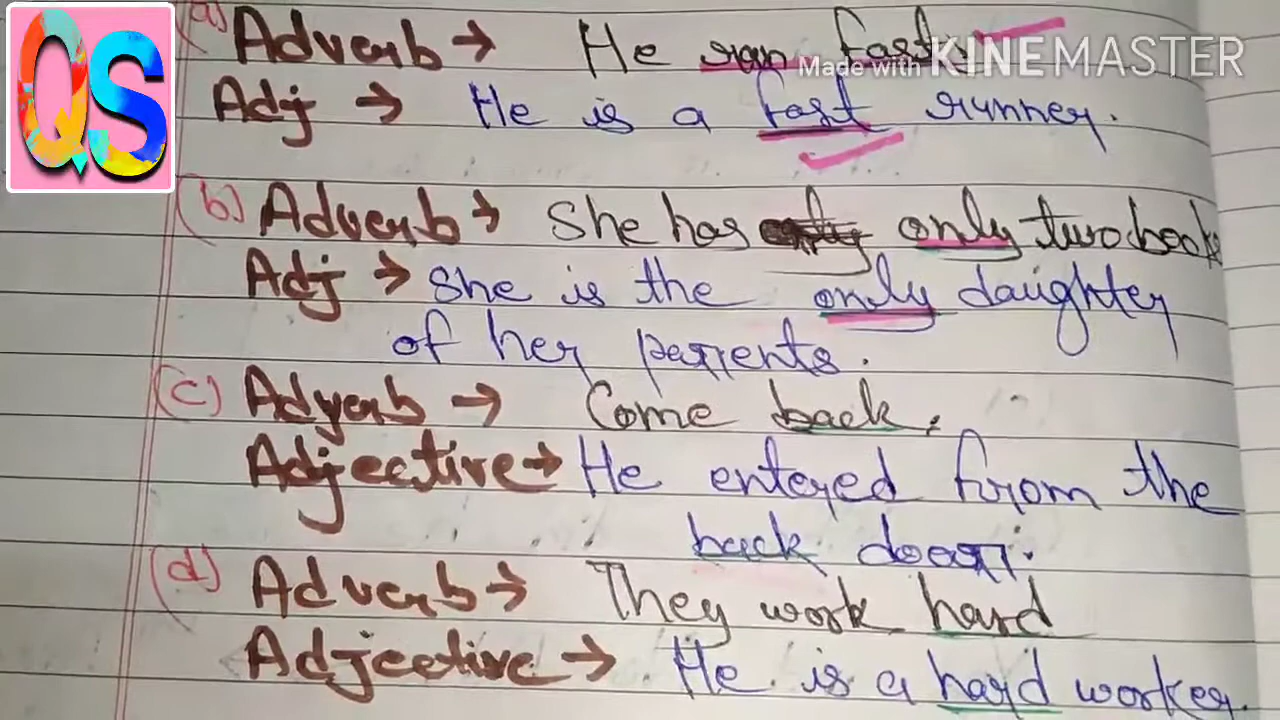 QS
Made with KINEMASTER
a) Adverb → He ran fast
Adj → He is a fast runner.
(b) Adverb → She has only two books
Adj → She is the only daughter
of her parents.
(c) Adverb → Come back.
Adjective → He entered from the
back door.
(d) Adverb → They work hard
Adjective → He is a hard worker.